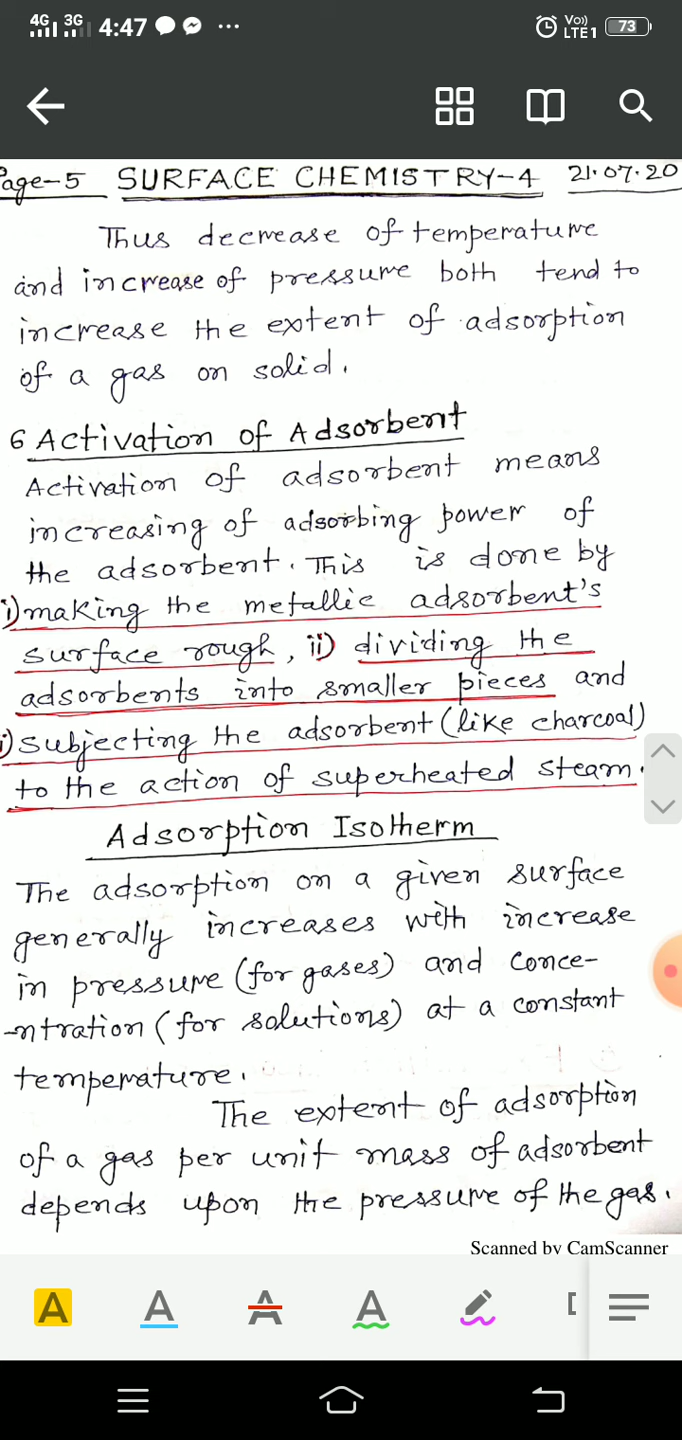 4G 3G 4:47 ... Vo)) LTE1 73
Page-5 SURFACE CHEMISTRY-4 21.07.20
Thus decrease of temperature
and increase of pressure both tend to
increase the extent of adsorption
of a gas on solid.
6 Activation of Adsorbent
Activation of adsorbent means
increasing of adsorbing power of
the adsorbent. This is done by
i) making the metallic adsorbent's
surface rough, ii) dividing the
adsorbents into smaller pieces and
i) subjecting the adsorbent (like charcoal)
to the action of superheated steam.
Adsorption Isotherm
The adsorption on a given surface
generally increases with increase
in pressure (for gases) and conce-
-ntration (for solutions) at a constant
temperature.
The extent of adsorption
of a gas per unit mass of adsorbent
depends upon the pressure of the gas.
Scanned by CamScanner
A A A A